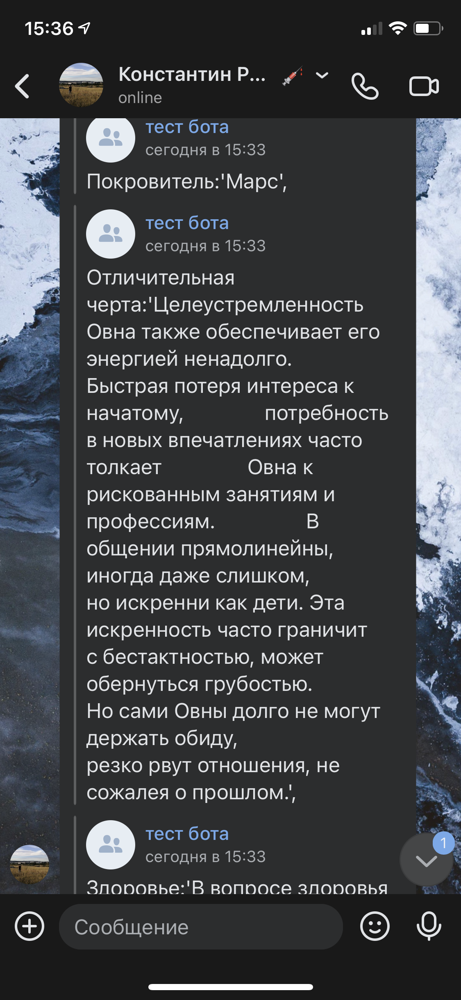 15:36
Константин Р...
online
тест бота
сегодня в 15:33
Покровитель:'Марс',
тест бота
сегодня в 15:33
Отличительная
черта:'Целеустремленность
Овна также обеспечивает его
энергией ненадолго.
Быстрая потеря интереса к
начатому, потребность
в новых впечатлениях часто
толкает Овна к
рискованным занятиям и
профессиям. В
общении прямолинейны,
иногда даже слишком,
но искренни как дети. Эта
искренность часто граничит
с бестактностью, может
обернуться грубостью.
Но сами Овны долго не могут
держать обиду,
резко рвут отношения, не
сожалея о прошлом.',
тест бота
сегодня в 15:33
1
Здоровье:'В вопросе здоровья
Сообщение